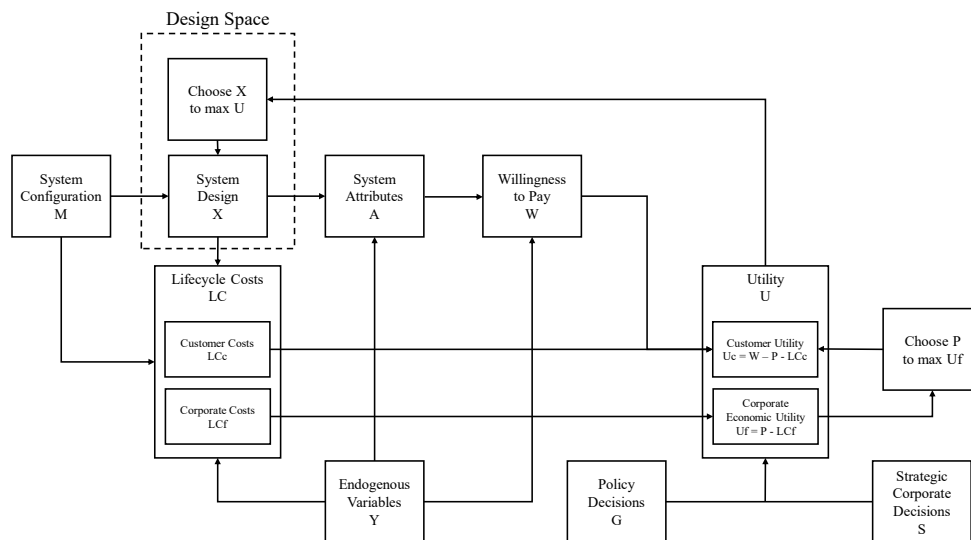 Design Space
Choose X
to max U
System
Configuration
M
System
Design
X
System
Attributes
A
Willingness
to Pay
W
Lifecycle Costs
LC
Customer Costs
LCc
Corporate Costs
LCf
Utility
U
Customer Utility
Uc = W – P - LCc
Corporate
Economic Utility
Uf = P - LCf
Choose P
to max Uf
Endogenous
Variables
Y
Policy
Decisions
G
Strategic
Corporate
Decisions
S